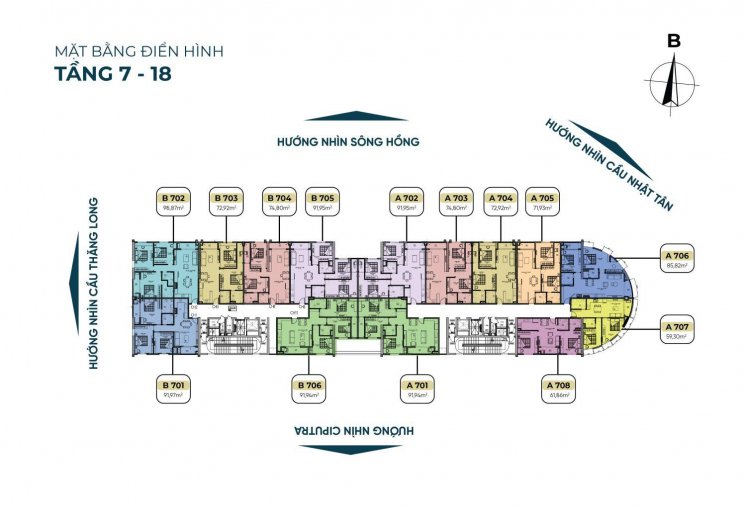 MẶT BẰNG ĐIỂN HÌNH
TẦNG 7 - 18
B
HƯỚNG NHÌN SÔNG HỒNG
HƯỚNG NHÌN CẦU NHẬT TÂN
HƯỚNG NHÌN CẦU THĂNG LONG
B 702
98,87m²
B 703
72,92m²
B 704
74,80m²
B 705
91,95m²
A 702
91,95m²
A 703
74,80m²
A 704
72,92m²
A 705
71,93m²
A 706
85,82m²
A 707
59,30m²
B 701
91,97m²
B 706
91,94m²
A 701
91,94m²
A 708
61,86m²
HƯỚNG NHÌN CIPUTRA